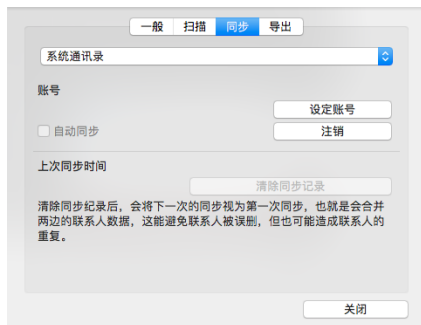 一般 扫描 同步 导出
系统通讯录
账号
设定账号
自动同步 注销
上次同步时间
清除同步记录
清除同步纪录后，会将下一次的同步视为第一次同步，也就是会合并
两边的联系人数据，这能避免联系人被误删，但也可能造成联系人的
重复。
关闭